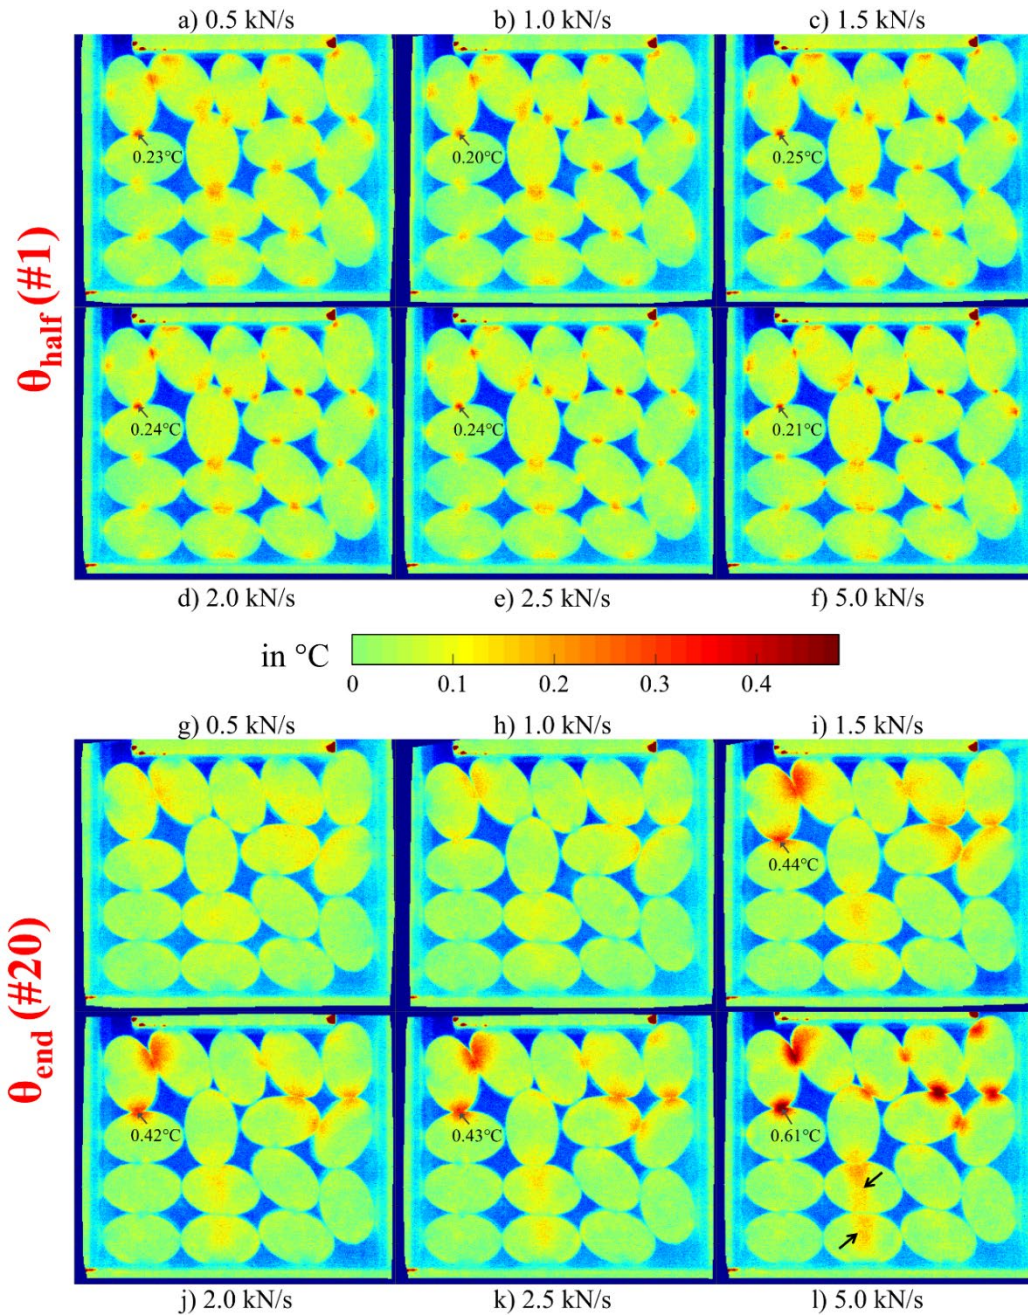 a) 0.5 kN/s b) 1.0 kN/s c) 1.5 kN/s
0.23°C 0.20°C 0.25°C
θhalf (#1)
0.24°C 0.24°C 0.21°C
d) 2.0 kN/s e) 2.5 kN/s f) 5.0 kN/s
in °C
0 0.1 0.2 0.3 0.4
g) 0.5 kN/s h) 1.0 kN/s i) 1.5 kN/s
0.44°C
θend (#20)
0.42°C 0.43°C 0.61°C
j) 2.0 kN/s k) 2.5 kN/s l) 5.0 kN/s